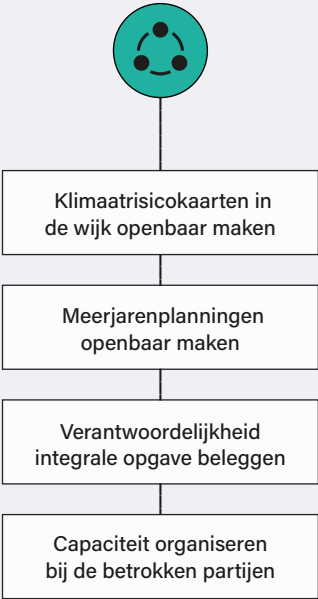 Klimaatrisicokaarten in
de wijk openbaar maken
Meerjarenplanningen
openbaar maken
Verantwoordelijkheid
integrale opgave beleggen
Capaciteit organiseren
bij de betrokken partijen